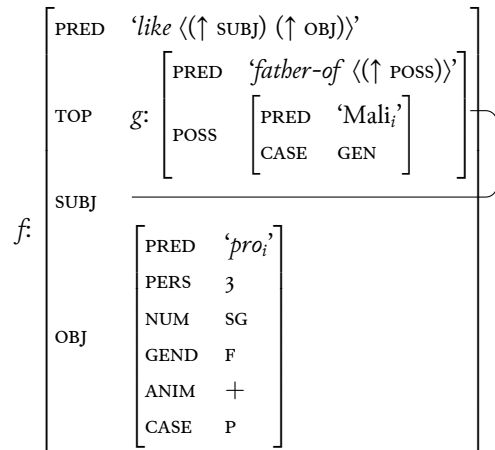 PRED ‘like ⟨(↑ SUBJ) (↑ OBJ)⟩’
PRED ‘father-of ⟨(↑ POSS)⟩’
TOP g:
PRED ‘Maliᵢ’
POSS
CASE GEN
SUBJ
f:
PRED ‘proᵢ’
PERS 3
NUM SG
OBJ
GEND F
ANIM +
CASE P